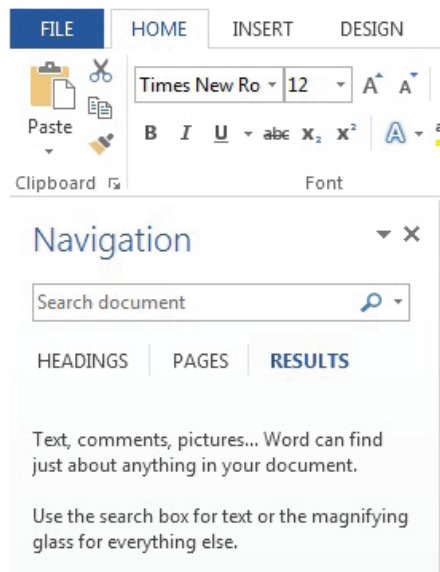 FILE HOME INSERT DESIGN
Times New Ro 12 A A
Paste
B I U abc X₂ X² A
Clipboard Font
Navigation
Search document
HEADINGS PAGES RESULTS
Text, comments, pictures... Word can find
just about anything in your document.
Use the search box for text or the magnifying
glass for everything else.